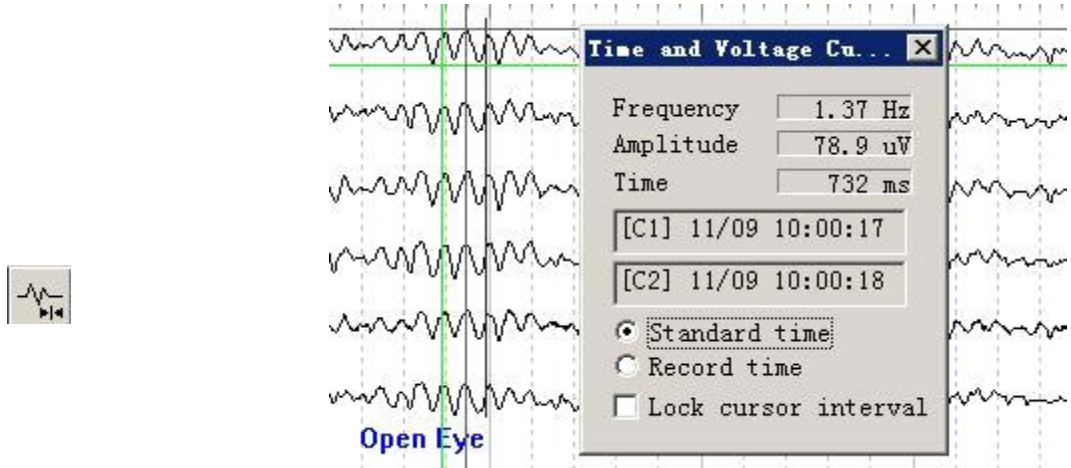 Time and Voltage Cu...
Frequency 1.37 Hz
Amplitude 78.9 uV
Time 732 ms
[C1] 11/09 10:00:17
[C2] 11/09 10:00:18
Standard time
Record time
Lock cursor interval
Open Eye